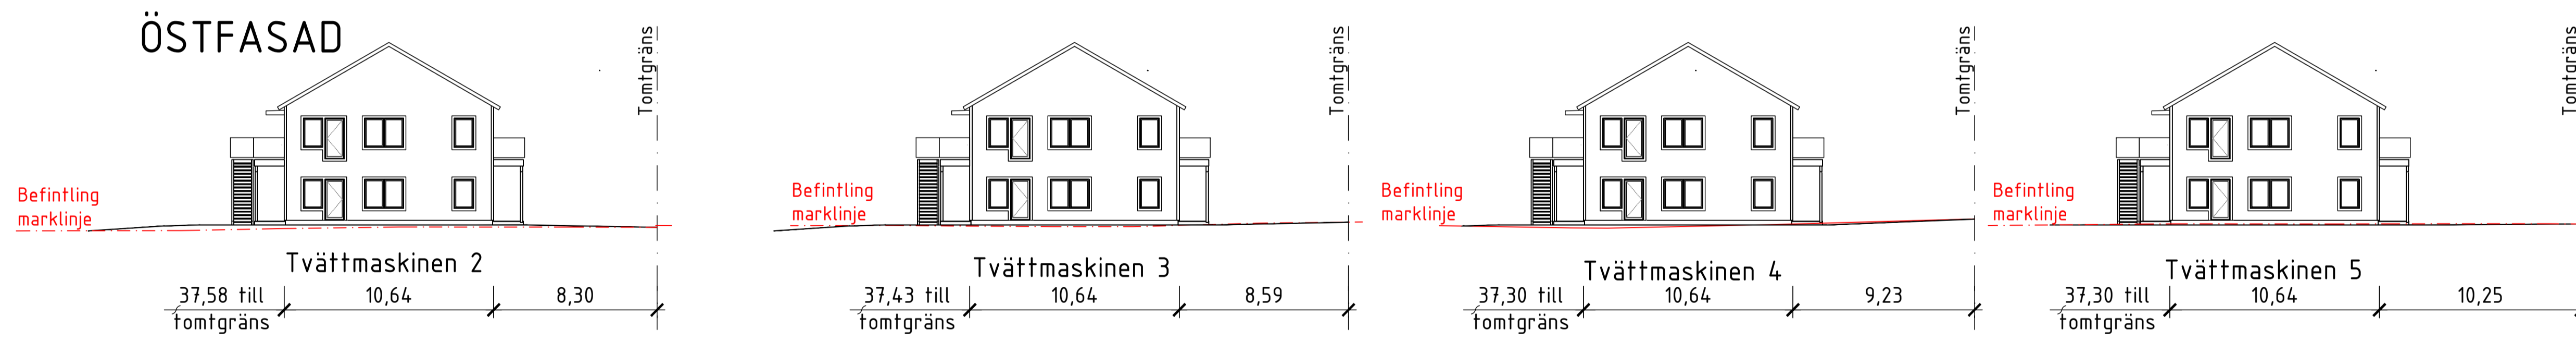 ÖSTFASAD
Tomtgräns
Befintling
marklinje
Tvättmaskinen 2
37,58 till
tomtgräns
10,64
8,30
Tomtgräns
Befintling
marklinje
Tvättmaskinen 3
37,43 till
tomtgräns
10,64
8,59
Tomtgräns
Befintling
marklinje
Tvättmaskinen 4
37,30 till
tomtgräns
10,64
9,23
Tomtgräns
Befintling
marklinje
Tvättmaskinen 5
37,30 till
tomtgräns
10,64
10,25